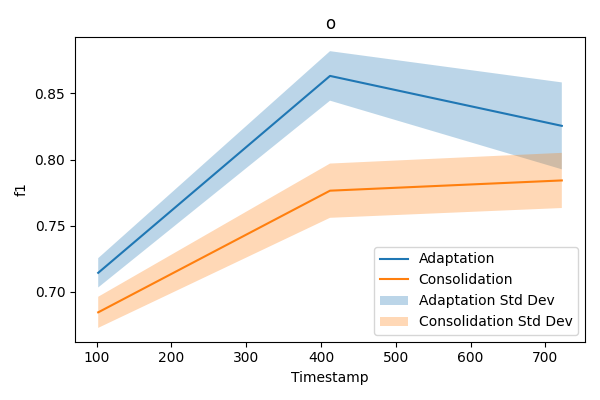 o
f1
0.85
0.80
0.75
0.70
Adaptation
Consolidation
Adaptation Std Dev
Consolidation Std Dev
100 200 300 400 500 600 700
Timestamp